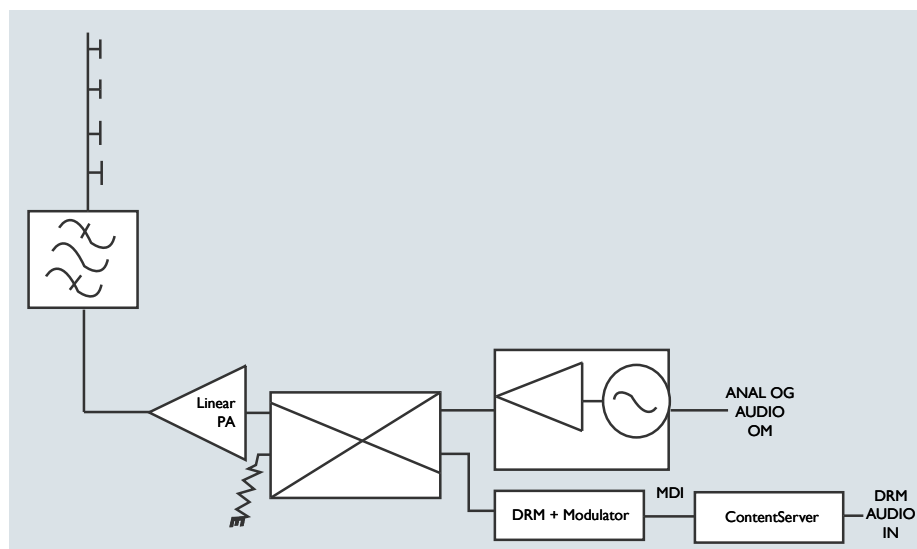 Linear
PA
ANAL OG
AUDIO
OM
MDI
DRM
AUDIO
IN
DRM + Modulator
ContentServer